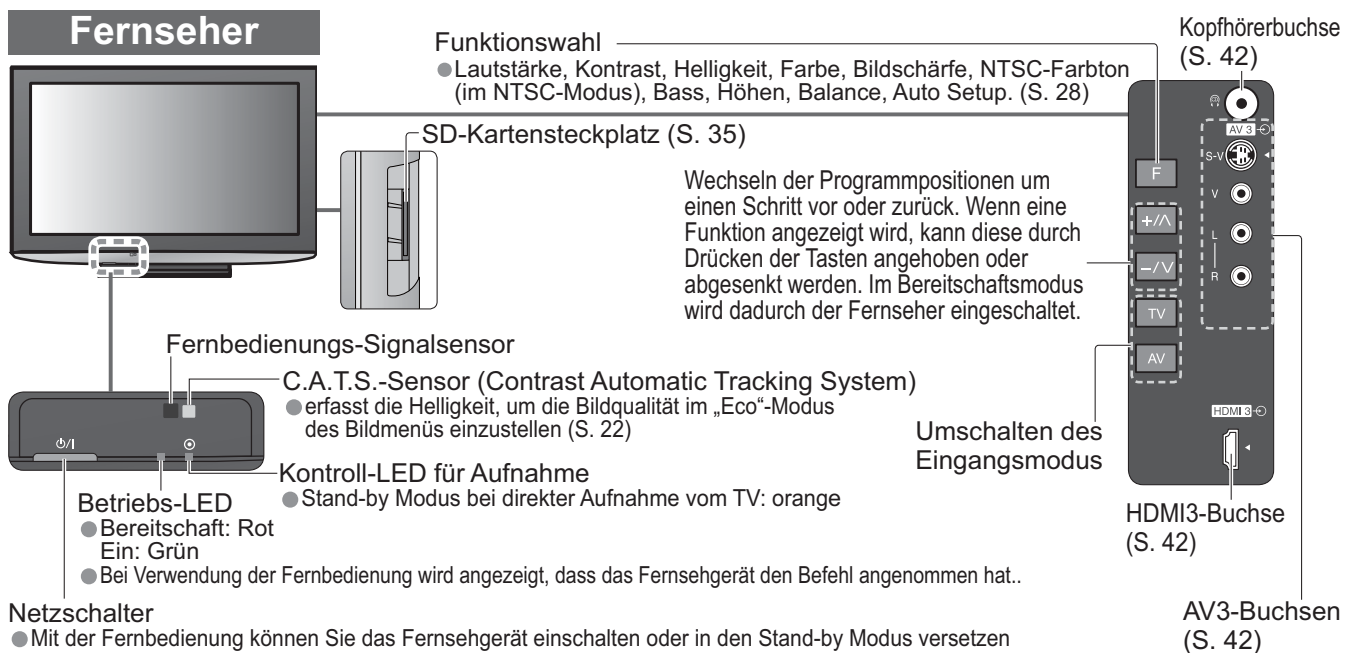 Fernseher
Funktionswahl
●Lautstärke, Kontrast, Helligkeit, Farbe, Bildschärfe, NTSC-Farbton
(im NTSC-Modus), Bass, Höhen, Balance, Auto Setup. (S. 28)
Kopfhörerbuchse
(S. 42)
SD-Kartensteckplatz (S. 35)
Wechseln der Programmpositionen um
einen Schritt vor oder zurück. Wenn eine
Funktion angezeigt wird, kann diese durch
Drücken der Tasten angehoben oder
abgesenkt werden. Im Bereitschaftsmodus
wird dadurch der Fernseher eingeschaltet.
AV 3
S-V
F
V
+/∧
L
−/∨
R
TV
AV
HDMI 3
Fernbedienungs-Signalsensor
C.A.T.S.-Sensor (Contrast Automatic Tracking System)
●erfasst die Helligkeit, um die Bildqualität im „Eco“-Modus
des Bildmenüs einzustellen (S. 22)
Umschalten des
Eingangsmodus
⏻/I
Kontroll-LED für Aufnahme
●Stand-by Modus bei direkter Aufnahme vom TV: orange
Betriebs-LED
●Bereitschaft: Rot
Ein: Grün
●Bei Verwendung der Fernbedienung wird angezeigt, dass das Fernsehgerät den Befehl angenommen hat..
HDMI3-Buchse
(S. 42)
Netzschalter
●Mit der Fernbedienung können Sie das Fernsehgerät einschalten oder in den Stand-by Modus versetzen
AV3-Buchsen
(S. 42)